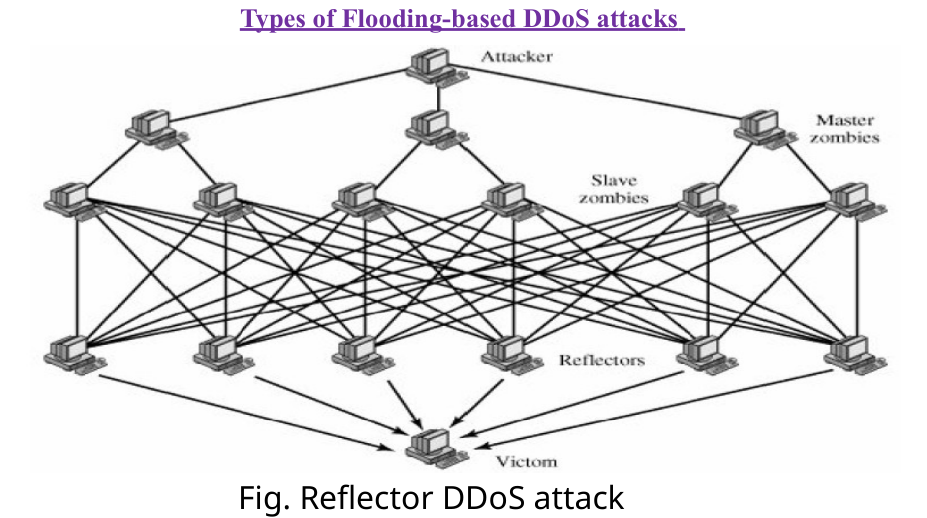 Types of Flooding-based DDoS attacks
Attacker
Master
zombies
Slave
zombies
Reflectors
Victom
Fig. Reflector DDoS attack